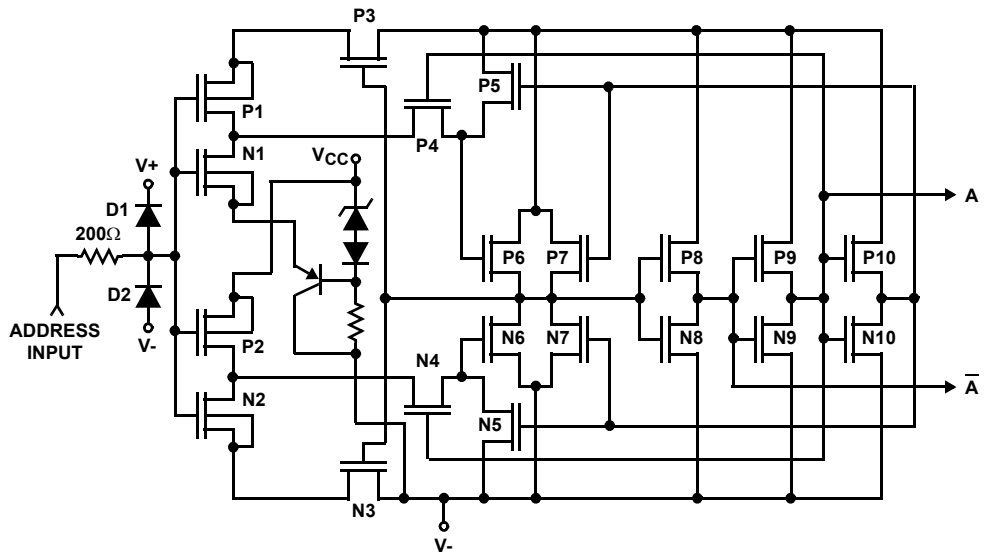 P3
P5
P1
P4
N1
VCC
V+
A
D1
200Ω
P6
P7
P8
P9
P10
D2
ADDRESS
INPUT
V-
P2
N6
N7
N8
N9
N10
N4
A̅
N2
N5
N3
V-